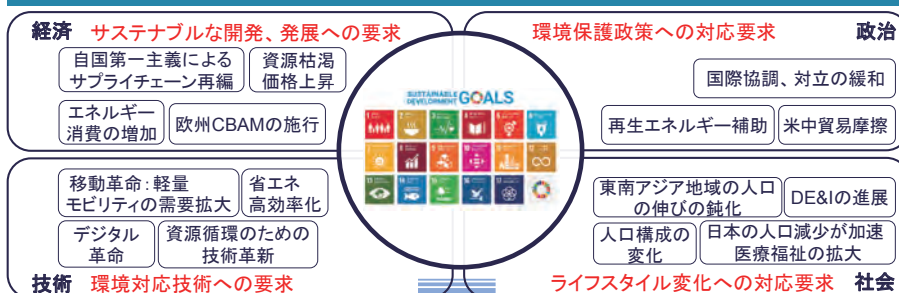 経済 サステナブルな開発、発展への要求
自国第一主義による
サプライチェーン再編
資源枯渇
価格上昇
エネルギー
消費の増加
欧州CBAMの施行
環境保護政策への対応要求 政治
国際協調、対立の緩和
再生エネルギー補助
米中貿易摩擦
SUSTAINABLE
DEVELOPMENT
GOALS
移動革命：軽量
モビリティの需要拡大
省エネ
高効率化
デジタル
革命
資源循環のための
技術革新
技術 環境対応技術への要求
東南アジア地域の人口
の伸びの鈍化
DE&Iの進展
人口構成の
変化
日本の人口減少が加速
医療福祉の拡大
ライフスタイル変化への対応要求 社会